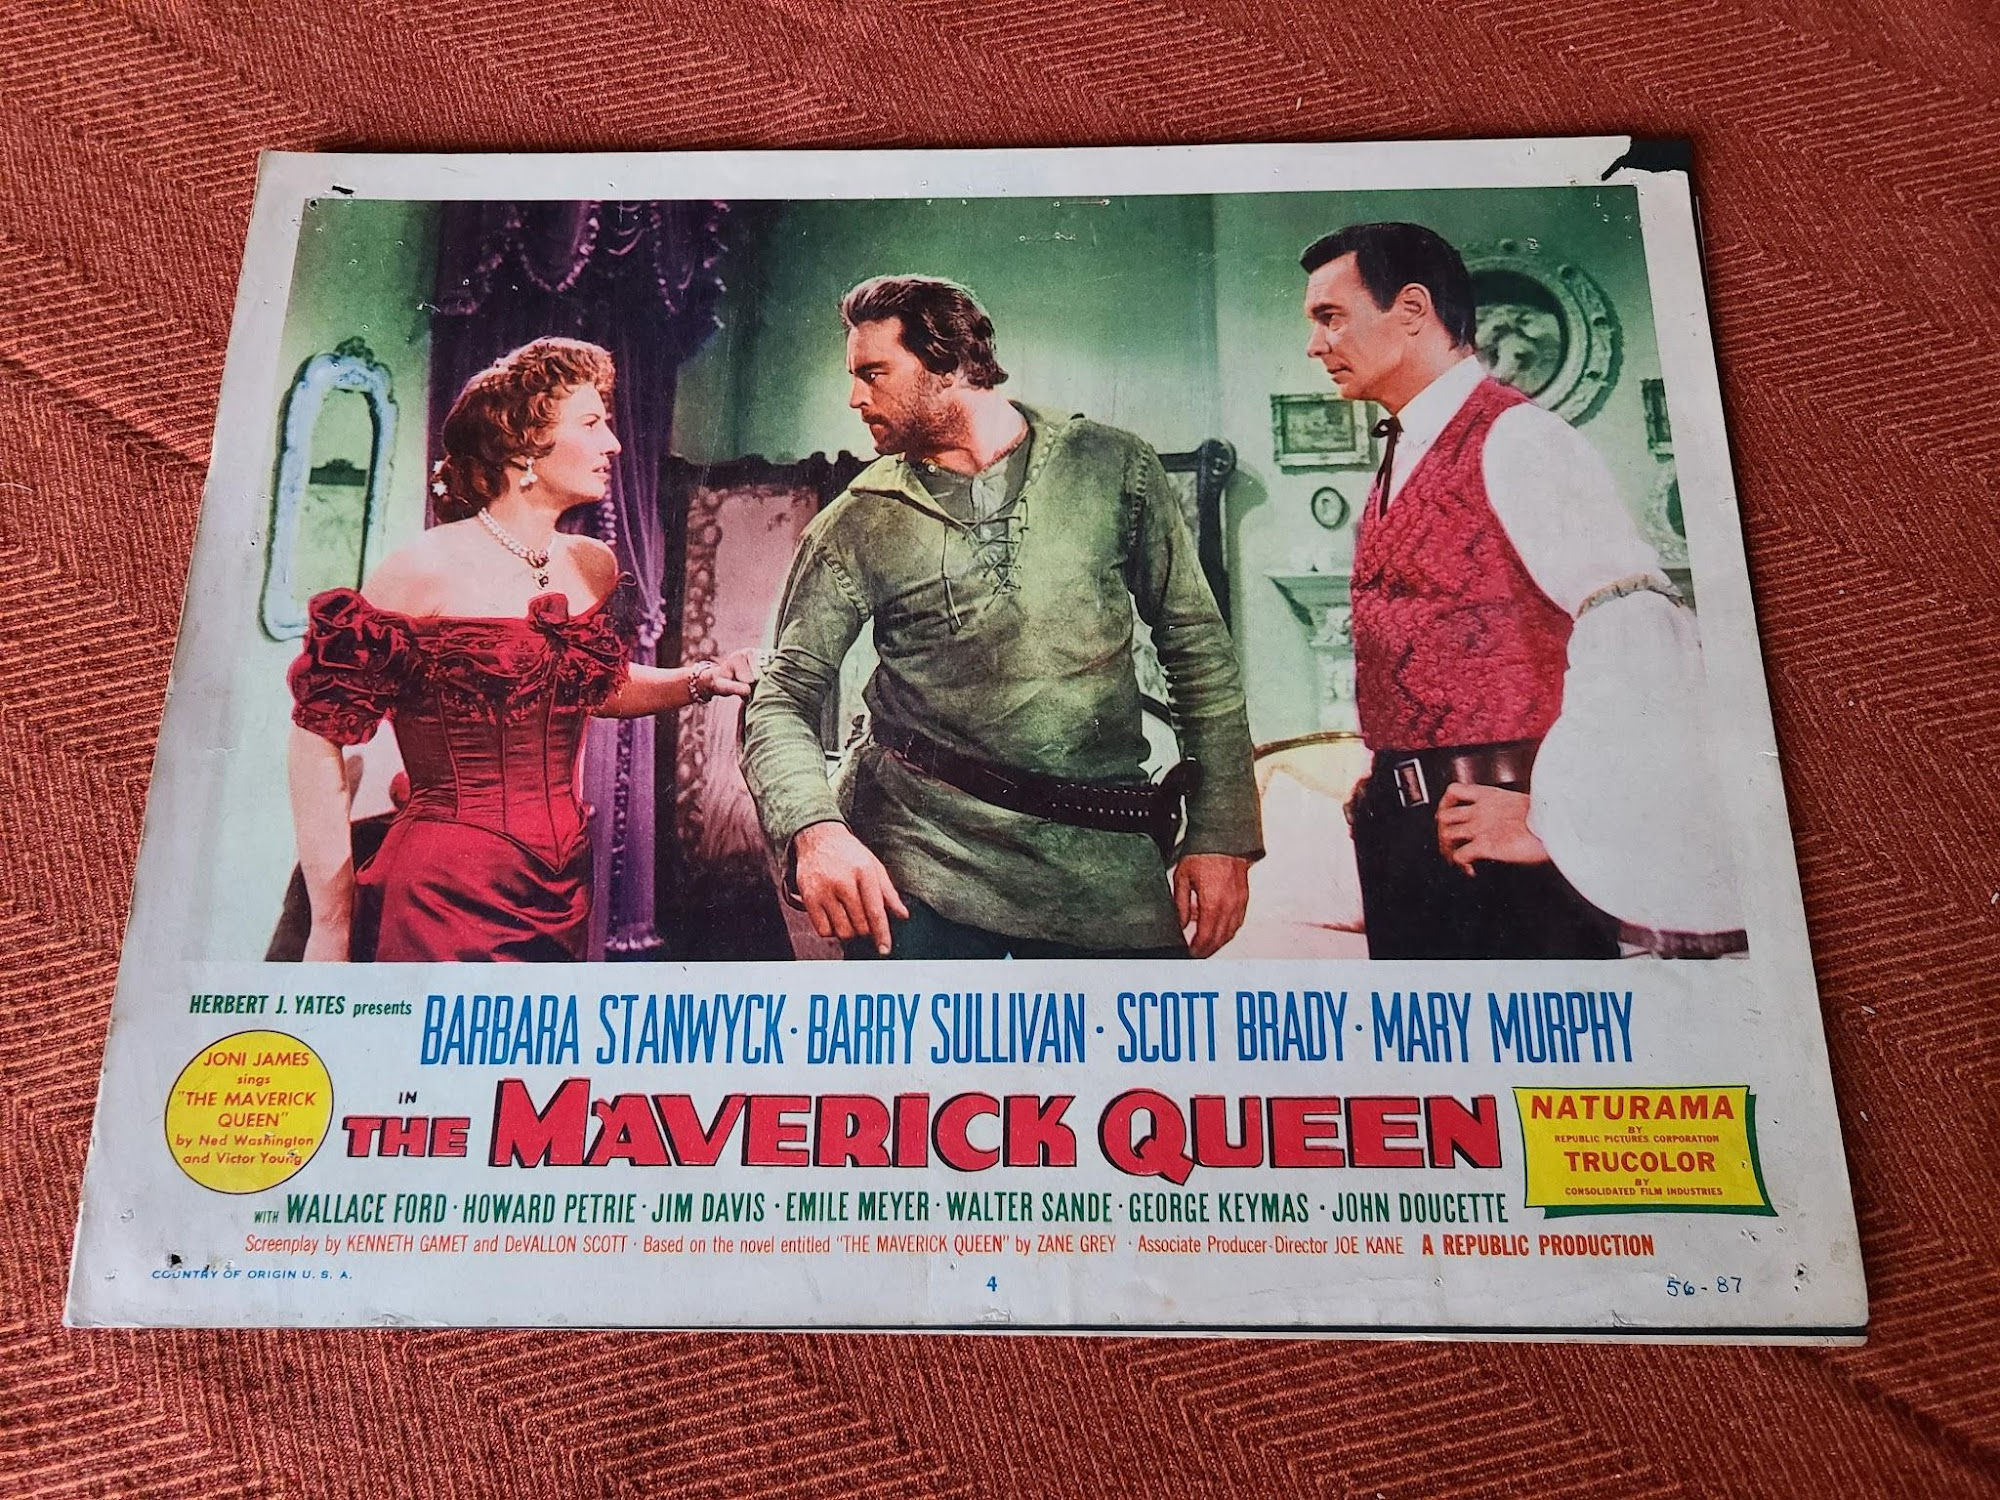 HERBERT J. YATES presents BARBARA STANWYCK · BARRY SULLIVAN · SCOTT BRADY · MARY MURPHY
JONI JAMES
sings
"THE MAVERICK
QUEEN"
by Ned Washington
and Victor Young
IN
THE MAVERICK QUEEN
NATURAMA
BY
REPUBLIC PICTURES CORPORATION
TRUCOLOR
BY
CONSOLIDATED FILM INDUSTRIES
WITH WALLACE FORD · HOWARD PETRIE · JIM DAVIS · EMILE MEYER · WALTER SANDE · GEORGE KEYMAS · JOHN DOUCETTE
Screenplay by KENNETH GAMET and DeVALLON SCOTT · Based on the novel entitled "THE MAVERICK QUEEN" by ZANE GREY · Associate Producer-Director JOE KANE A REPUBLIC PRODUCTION
COUNTRY OF ORIGIN U. S. A.
4
56-87